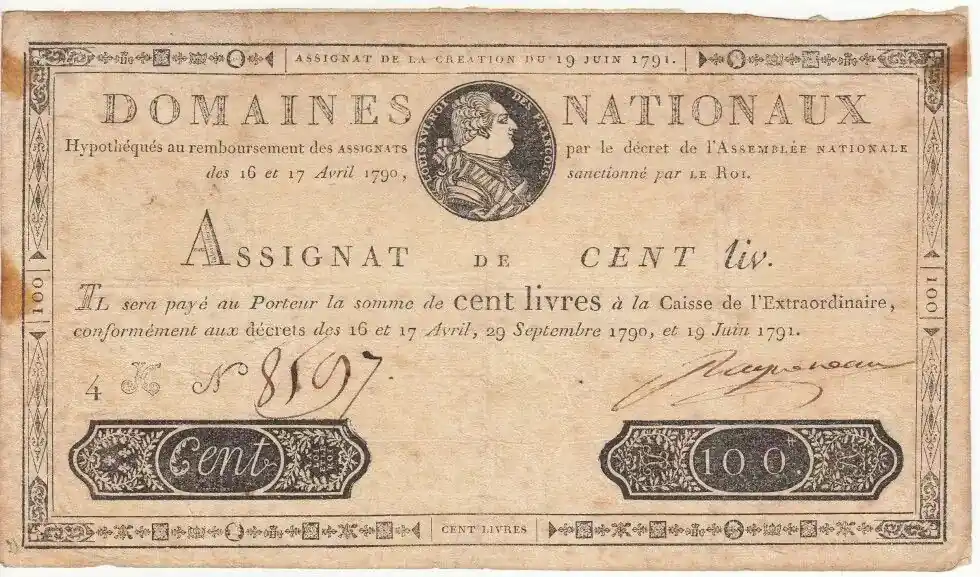 ASSIGNAT DE LA CRÉATION DU 19 JUIN 1791.
DOMAINES NATIONAUX
LOUIS XVI ROI DES FRANÇOIS
Hypothéqués au remboursement des ASSIGNATS par le décret de l'ASSEMBLÉE NATIONALE
des 16 et 17 Avril 1790, sanctionné par LE ROI.
ASSIGNAT DE CENT liv.
IL sera payé au Porteur la somme de cent livres à la Caisse de l'Extraordinaire,
conformément aux décrets des 16 et 17 Avril, 29 Septembre 1790, et 19 Juin 1791.
100
100
4 K N° 8597.
Cent
100.
CENT LIVRES